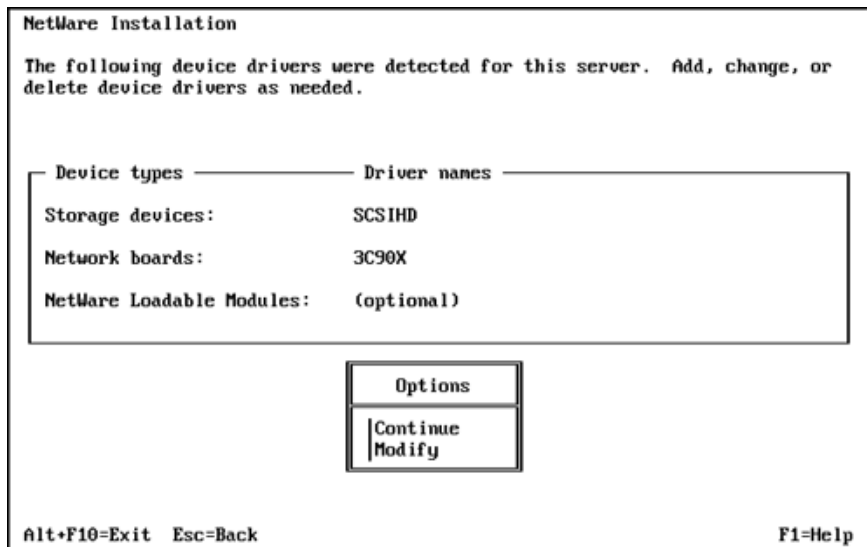 NetWare Installation
The following device drivers were detected for this server. Add, change, or
delete device drivers as needed.
Device types Driver names
Storage devices: SCSIHD
Network boards: 3C90X
NetWare Loadable Modules: (optional)
Options
Continue
Modify
Alt+F10=Exit Esc=Back F1=Help